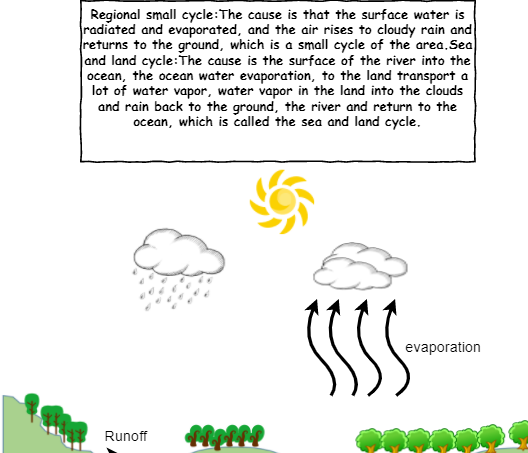 Regional small cycle:The cause is that the surface water is
radiated and evaporated, and the air rises to cloudy rain and
returns to the ground, which is a small cycle of the area.Sea
and land cycle:The cause is the surface of the river into the
ocean, the ocean water evaporation, to the land transport a
lot of water vapor, water vapor in the land into the clouds
and rain back to the ground, the river and return to the
ocean, which is called the sea and land cycle.
evaporation
Runoff